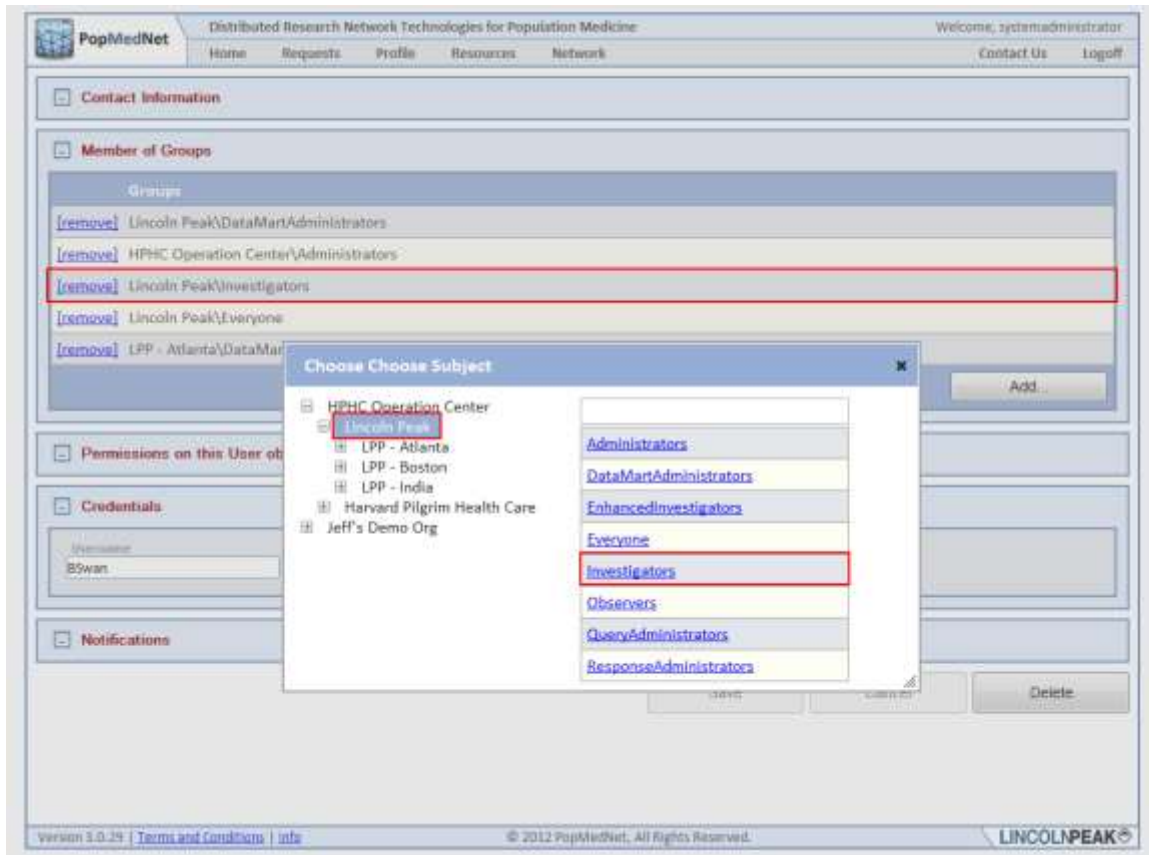 PopMedNet
Distributed Research Network Technologies for Population Medicine
Welcome, systemadministrator
Home Requests Profile Resources Network
Contact Us Logoff
Contact Information
Member of Groups
Groups
[remove] Lincoln Peak\DataMartAdministrators
[remove] HPHC Operation Center\Administrators
[remove] Lincoln Peak\Investigators
[remove] Lincoln Peak\Everyone
[remove] LPP - Atlanta\DataMar
Add...
Choose Choose Subject
HPHC Operation Center
Lincoln Peak
LPP - Atlanta
LPP - Boston
LPP - India
Harvard Pilgrim Health Care
Jeff's Demo Org
Administrators
DataMartAdministrators
EnhancedInvestigators
Everyone
Investigators
Observers
QueryAdministrators
ResponseAdministrators
Permissions on this User ob
Credentials
Username
BSwan
Notifications
Save Cancel Delete
Version 3.0.29 | Terms and Conditions | info
© 2012 PopMedNet, All Rights Reserved.
LINCOLNPEAK